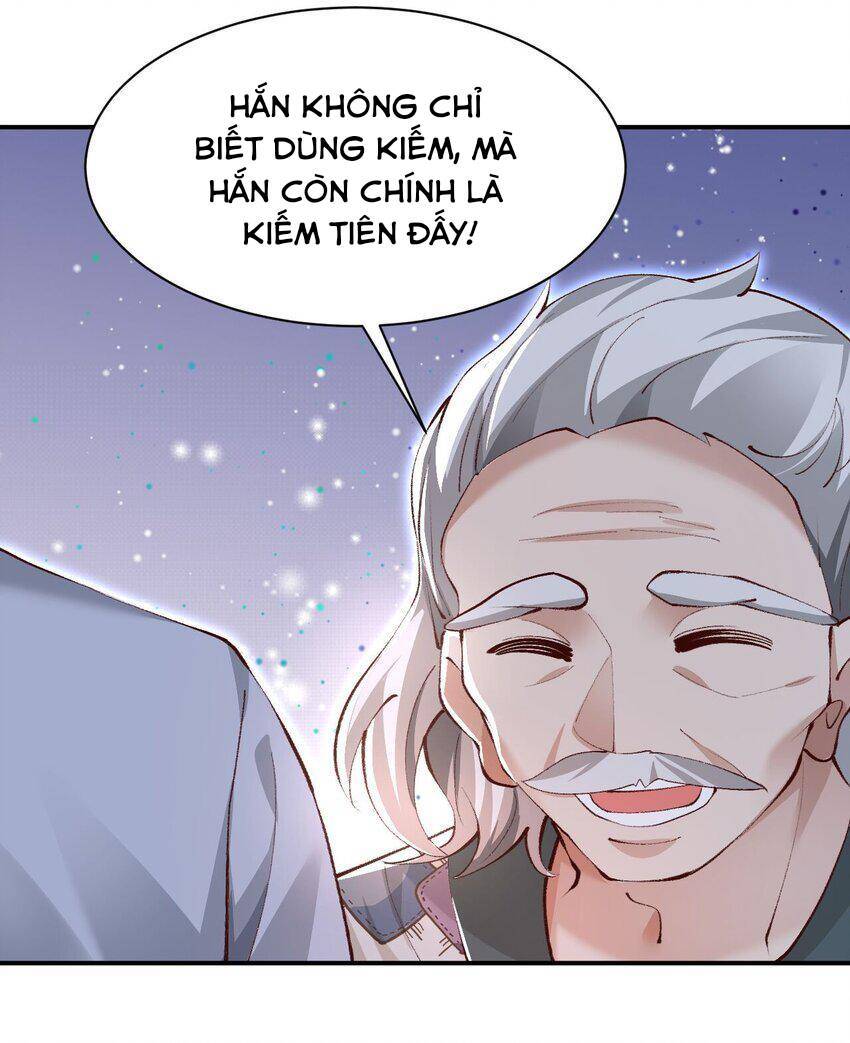 HẮN KHÔNG CHỈ
BIẾT DÙNG KIẾM, MÀ
HẮN CÒN CHÍNH LÀ
KIẾM TIÊN ĐẤY!